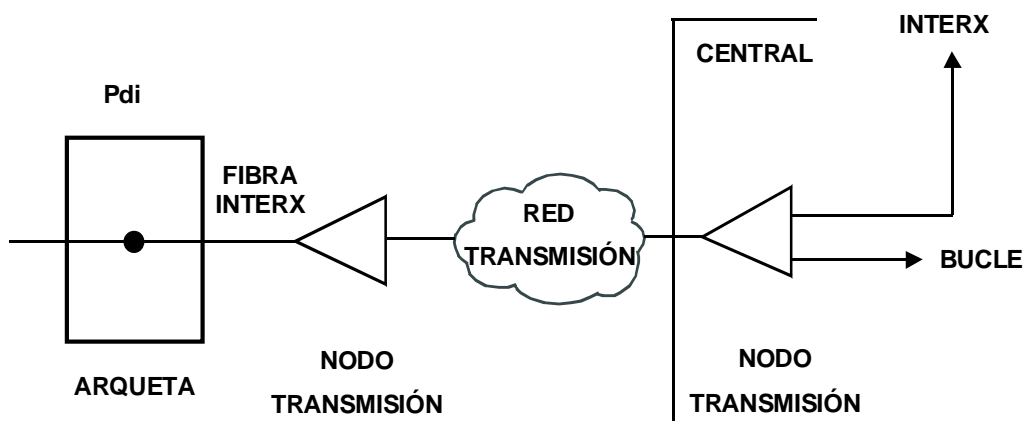 INTERX
CENTRAL
Pdi
FIBRA
INTERX
RED
TRANSMISIÓN
BUCLE
ARQUETA
NODO
TRANSMISIÓN
NODO
TRANSMISIÓN